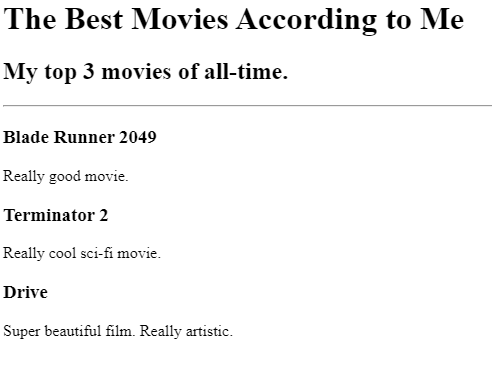 The Best Movies According to Me
My top 3 movies of all-time.
Blade Runner 2049
Really good movie.
Terminator 2
Really cool sci-fi movie.
Drive
Super beautiful film. Really artistic.